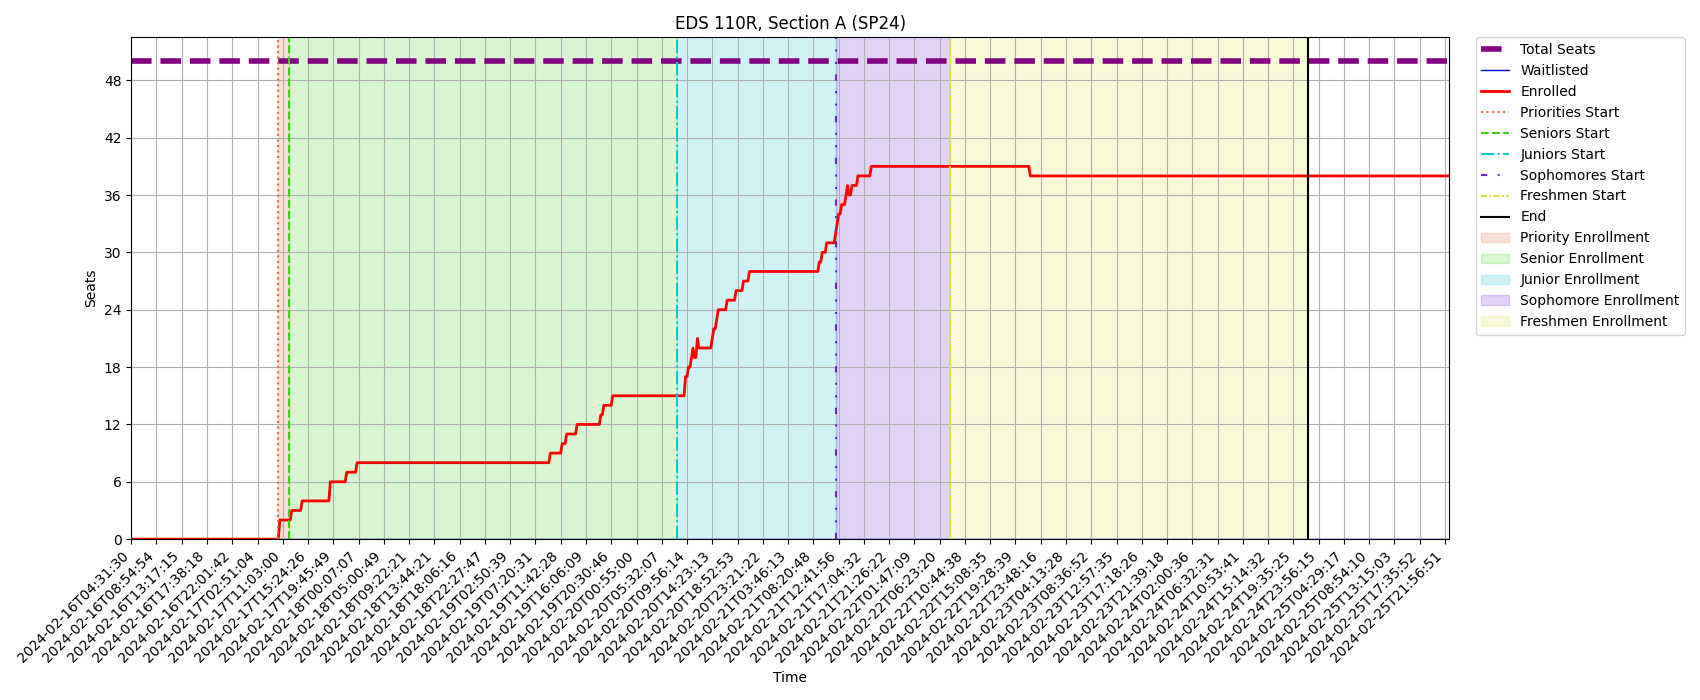 EDS 110R, Section A (SP24)
Total Seats
Waitlisted
Enrolled
Priorities Start
Seniors Start
Juniors Start
Sophomores Start
Freshmen Start
End
Priority Enrollment
Senior Enrollment
Junior Enrollment
Sophomore Enrollment
Freshmen Enrollment
Seats
48
42
36
30
24
18
12
6
0
2024-02-16T04:31:30
2024-02-16T08:54:54
2024-02-16T13:17:15
2024-02-16T17:38:18
2024-02-16T22:01:42
2024-02-17T02:51:04
2024-02-17T11:03:00
2024-02-17T15:24:26
2024-02-17T19:45:49
2024-02-18T00:07:07
2024-02-18T05:00:49
2024-02-18T09:22:21
2024-02-18T13:44:21
2024-02-18T18:06:16
2024-02-18T22:27:47
2024-02-19T02:50:39
2024-02-19T07:20:31
2024-02-19T11:42:28
2024-02-19T16:06:09
2024-02-19T20:30:46
2024-02-20T00:55:00
2024-02-20T05:32:07
2024-02-20T09:56:14
2024-02-20T14:23:13
2024-02-20T18:52:53
2024-02-20T23:21:22
2024-02-21T03:46:13
2024-02-21T08:20:48
2024-02-21T12:41:56
2024-02-21T17:04:32
2024-02-21T21:26:22
2024-02-22T01:47:09
2024-02-22T06:23:20
2024-02-22T10:44:38
2024-02-22T15:08:35
2024-02-22T19:28:39
2024-02-22T23:48:16
2024-02-23T04:13:28
2024-02-23T08:36:52
2024-02-23T12:57:35
2024-02-23T17:18:26
2024-02-23T21:39:18
2024-02-24T02:00:36
2024-02-24T06:32:31
2024-02-24T10:53:41
2024-02-24T15:14:32
2024-02-24T19:35:25
2024-02-24T23:56:15
2024-02-25T04:29:17
2024-02-25T08:54:10
2024-02-25T13:15:03
2024-02-25T17:35:52
2024-02-25T21:56:51
Time